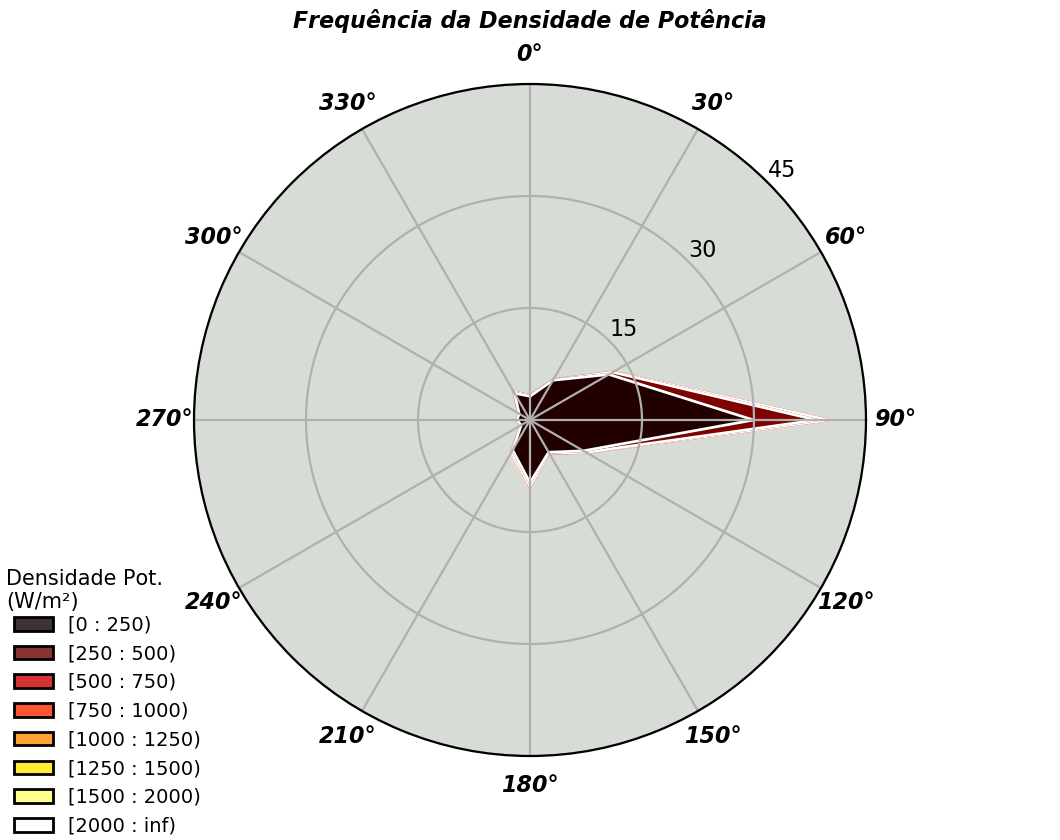 Frequência da Densidade de Potência
0°
330°
30°
45
300°
60°
30
15
270°
90°
240°
120°
210°
150°
180°
Densidade Pot.
(W/m²)
[0 : 250)
[250 : 500)
[500 : 750)
[750 : 1000)
[1000 : 1250)
[1250 : 1500)
[1500 : 2000)
[2000 : inf)